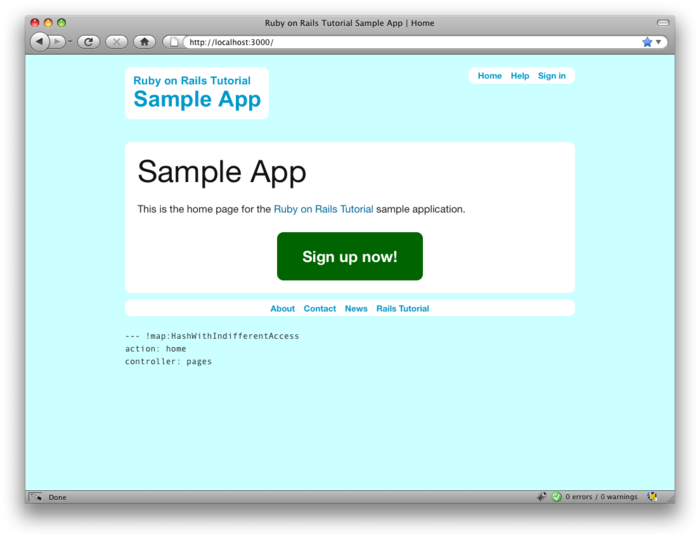 Ruby on Rails Tutorial Sample App | Home
http://localhost:3000/
Ruby on Rails Tutorial
Sample App
Home Help Sign in
Sample App
This is the home page for the Ruby on Rails Tutorial sample application.
Sign up now!
About Contact News Rails Tutorial
--- !map:HashWithIndifferentAccess
action: home
controller: pages
Done
0 errors / 0 warnings